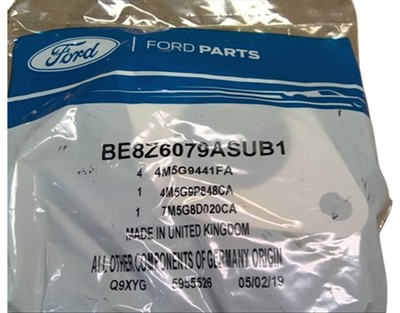 Ford
FORD PARTS
BE8Z6079ASUB1
4 4M5G9441FA
1 4M5G9P848CA
1 7M5G8D020CA
MADE IN UNITED KINGDOM
ALL OTHER COMPONENTS OF GERMANY ORIGIN
Q9XYG 5955526 05/02/19